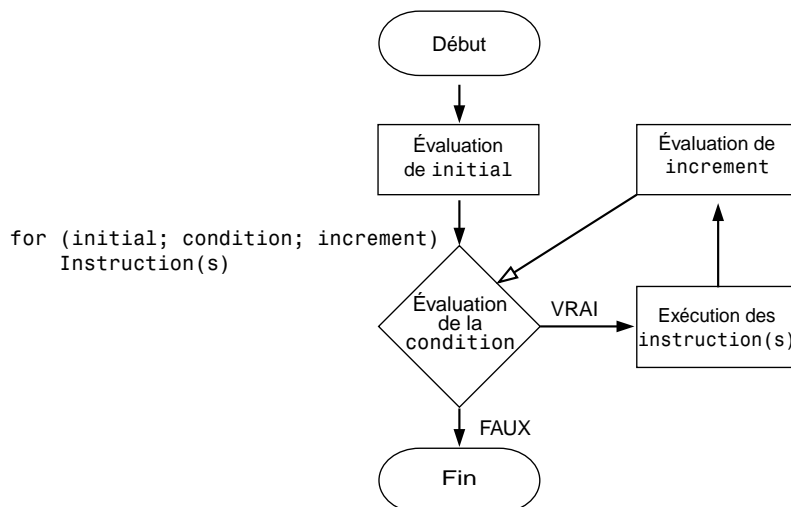 Début
Évaluation
de initial
Évaluation de
increment
for (initial; condition; increment)
Instruction(s)
Évaluation
de la
condition
VRAI
Exécution des
instruction(s)
FAUX
Fin